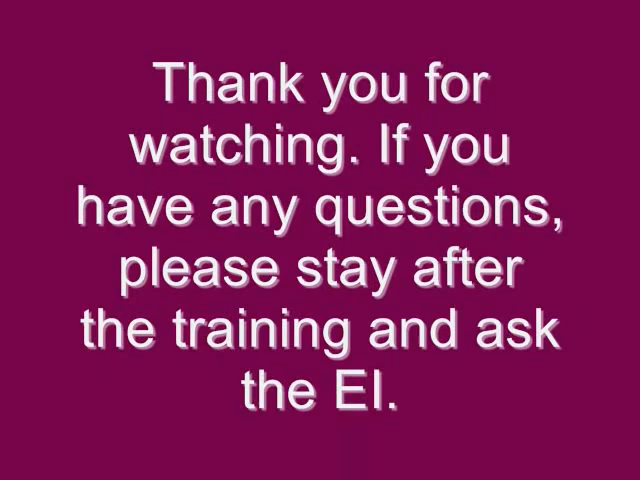 Thank you for
watching. If you
have any questions,
please stay after
the training and ask
the EI.